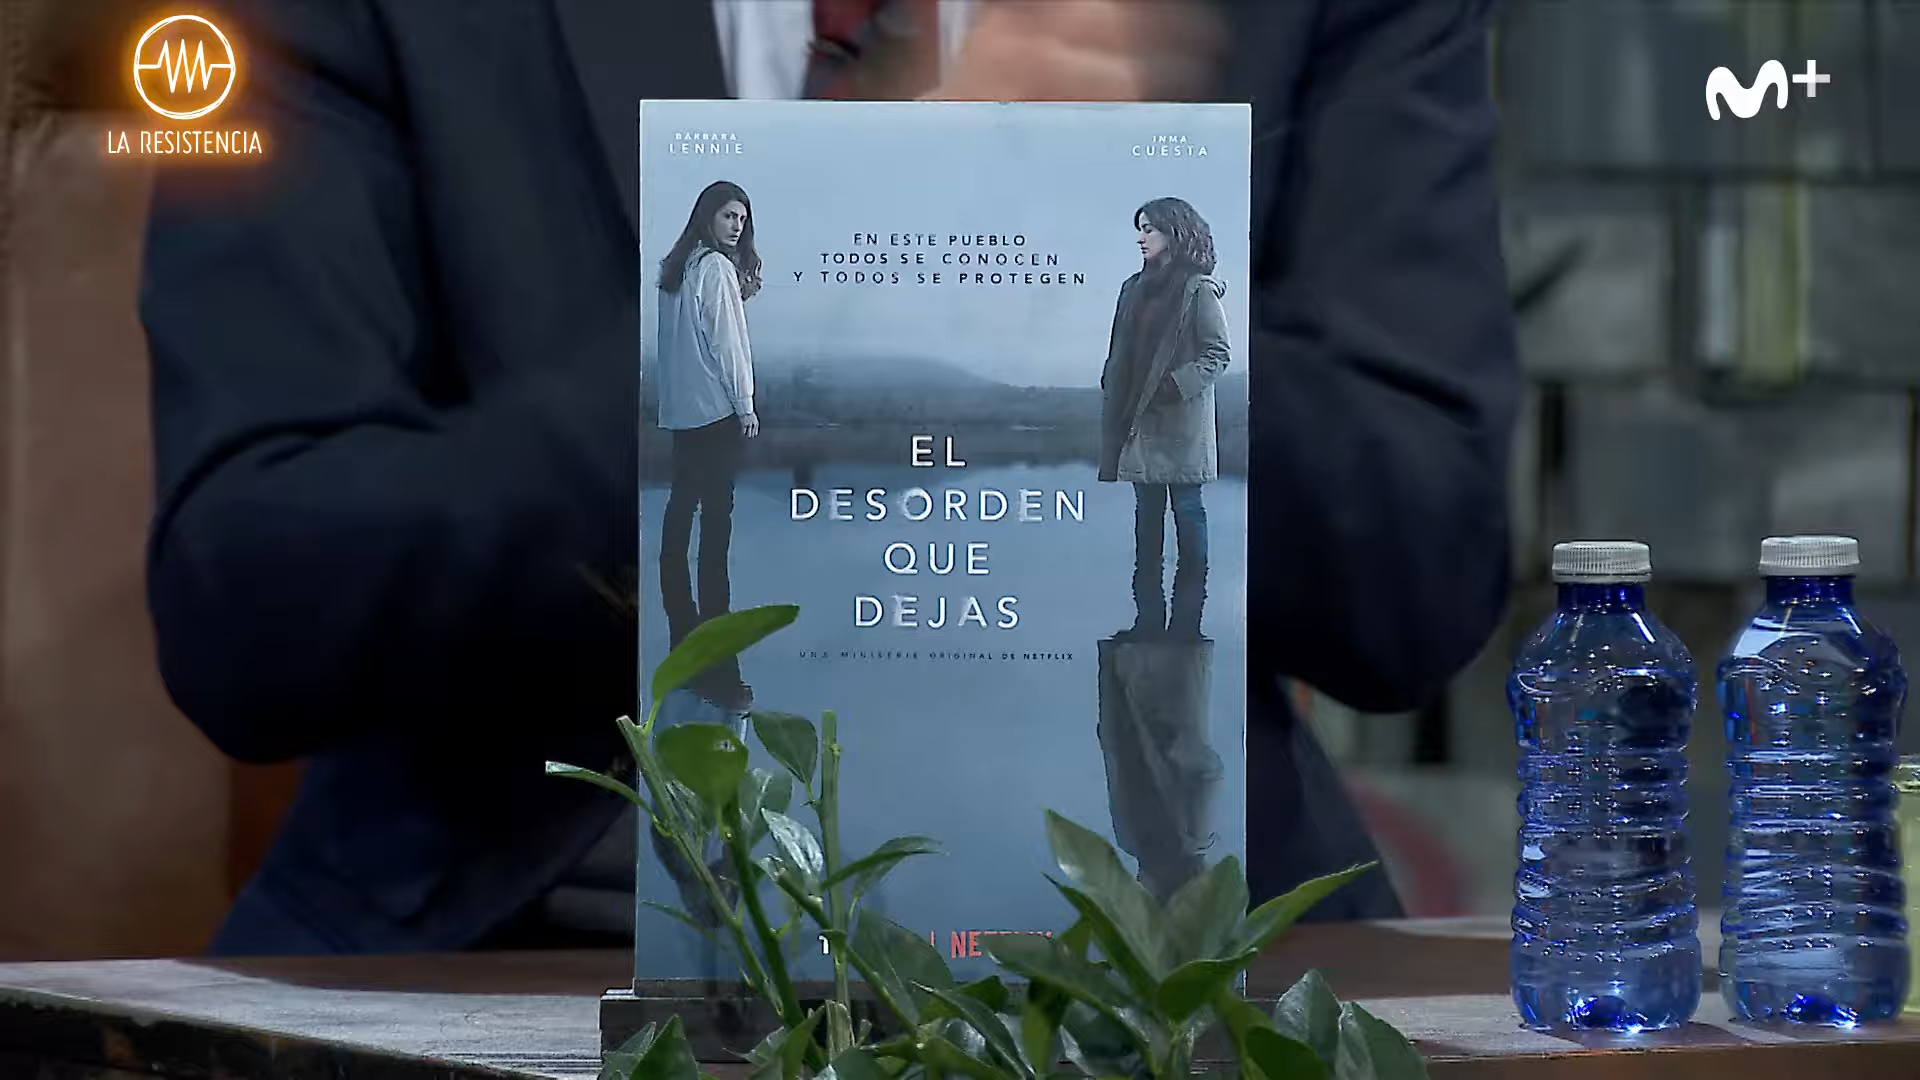 LA RESISTENCIA
M+
BÁRBARA
LENNIE
INMA
CUESTA
EN ESTE PUEBLO
TODOS SE CONOCEN
Y TODOS SE PROTEGEN
EL
DESORDEN
QUE
DEJAS
UNA MINISERIE ORIGINAL DE NETFLIX
NETFLIX